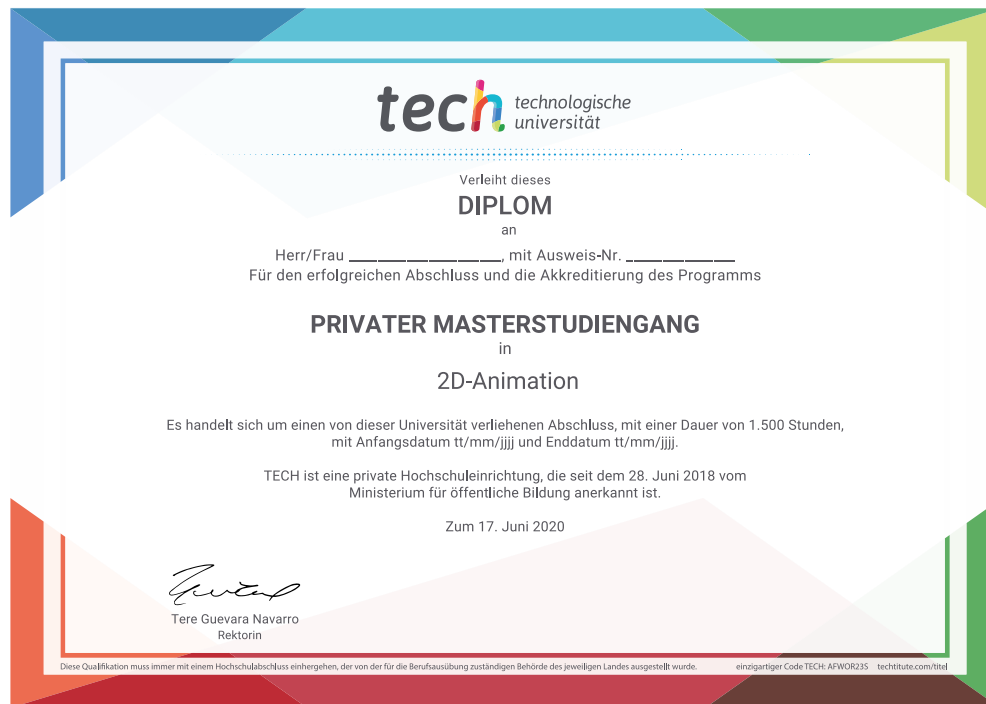 tech technologische
universität
Verleiht dieses
DIPLOM
an
Herr/Frau ____________________, mit Ausweis-Nr. ______________
Für den erfolgreichen Abschluss und die Akkreditierung des Programms
PRIVATER MASTERSTUDIENGANG
in
2D-Animation
Es handelt sich um einen von dieser Universität verliehenen Abschluss, mit einer Dauer von 1.500 Stunden,
mit Anfangsdatum tt/mm/jjjj und Enddatum tt/mm/jjjj.
TECH ist eine private Hochschuleinrichtung, die seit dem 28. Juni 2018 vom
Ministerium für öffentliche Bildung anerkannt ist.
Zum 17. Juni 2020
Tere Guevara Navarro
Rektorin
Diese Qualifikation muss immer mit einem Hochschulabschluss einhergehen, der von der für die Berufsausübung zuständigen Behörde des jeweiligen Landes ausgestellt wurde. einzigartiger Code TECH: AFWOR23S techtitute.com/titel